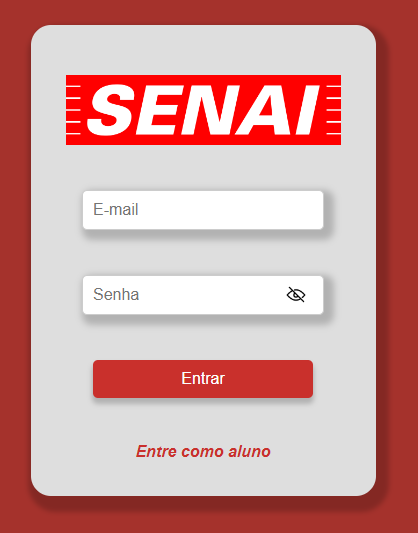 SENAI
E-mail
Senha
Entrar
Entre como aluno